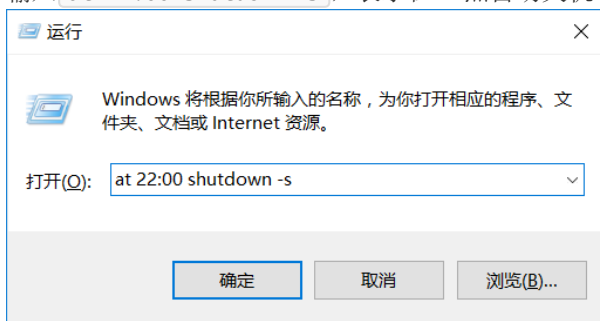 运行
Windows 将根据你所输入的名称，为你打开相应的程序、文
件夹、文档或 Internet 资源。
打开(O): at 22:00 shutdown -s
确定 取消 浏览(B)...